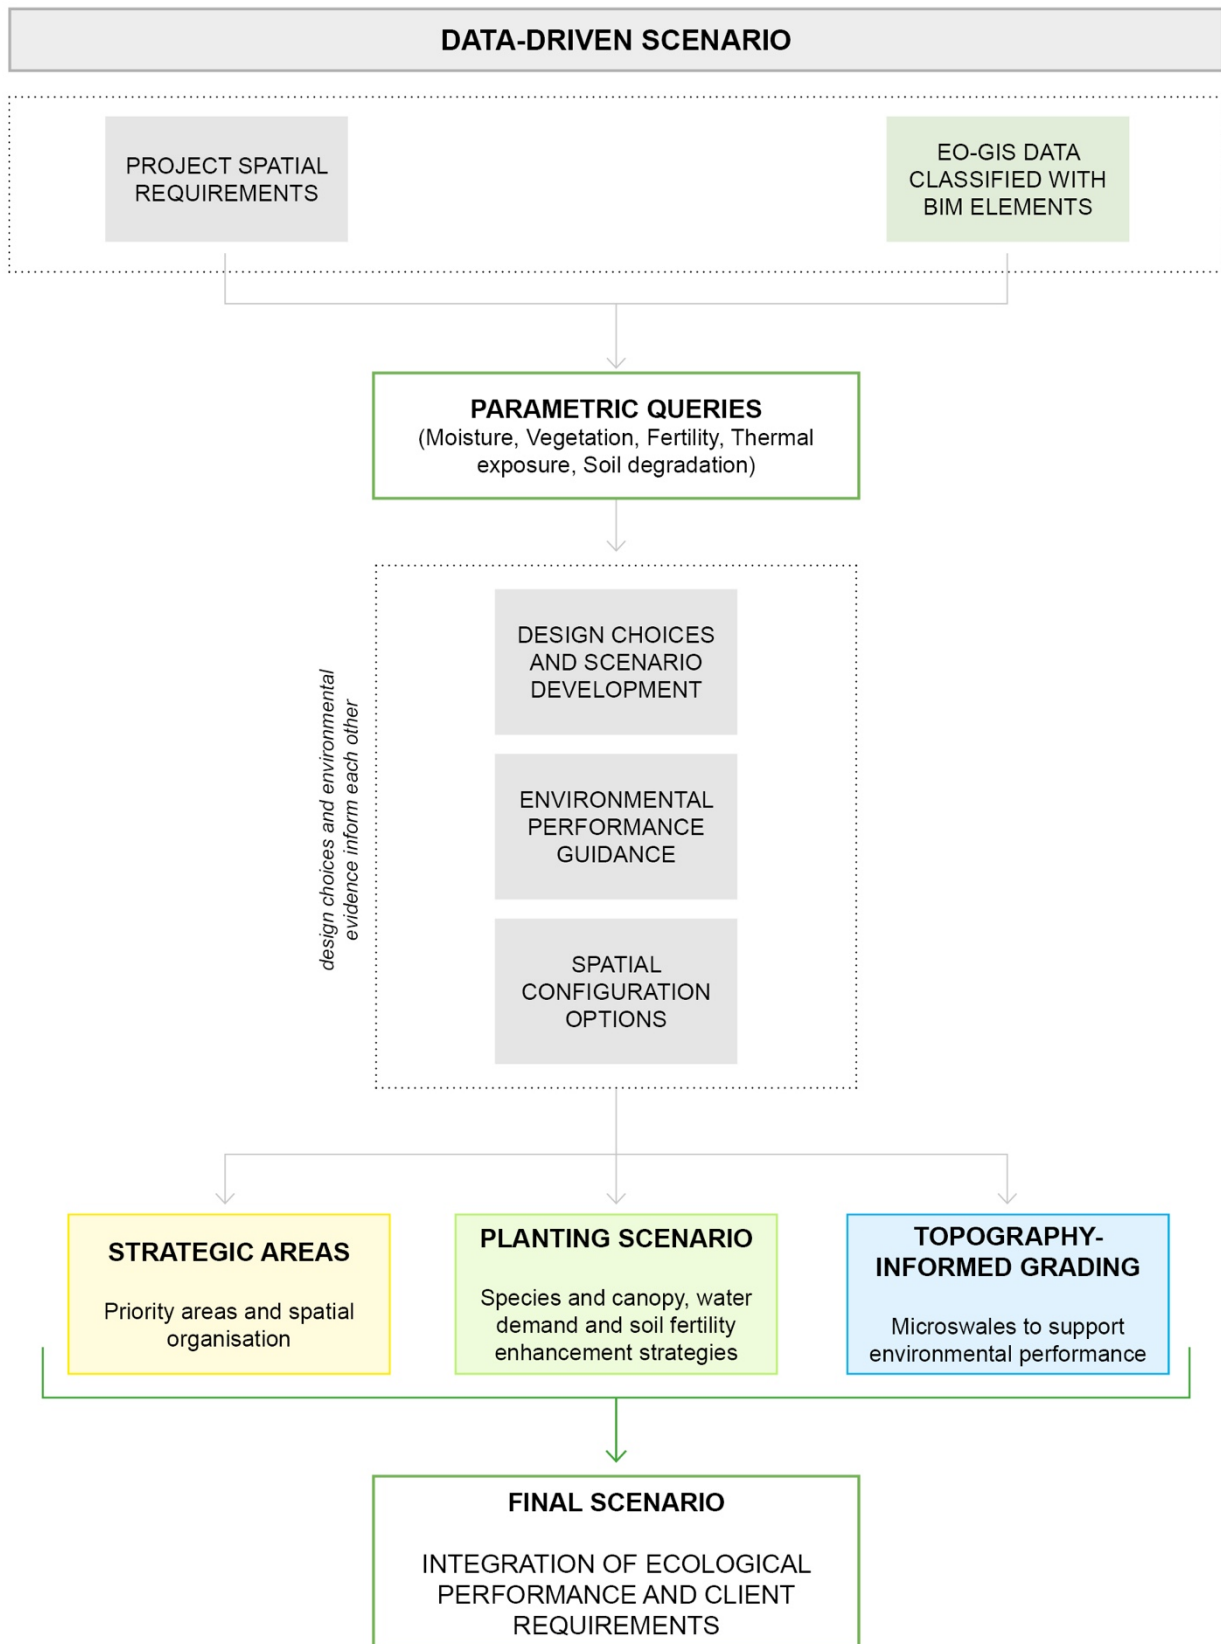 DATA-DRIVEN SCENARIO
PROJECT SPATIAL
REQUIREMENTS
EO-GIS DATA
CLASSIFIED WITH
BIM ELEMENTS
PARAMETRIC QUERIES
(Moisture, Vegetation, Fertility, Thermal
exposure, Soil degradation)
design choices and environmental
evidence inform each other
DESIGN CHOICES
AND SCENARIO
DEVELOPMENT
ENVIRONMENTAL
PERFORMANCE
GUIDANCE
SPATIAL
CONFIGURATION
OPTIONS
STRATEGIC AREAS
Priority areas and spatial
organisation
PLANTING SCENARIO
Species and canopy, water
demand and soil fertility
enhancement strategies
TOPOGRAPHY-
INFORMED GRADING
Microswales to support
environmental performance
FINAL SCENARIO
INTEGRATION OF ECOLOGICAL
PERFORMANCE AND CLIENT
REQUIREMENTS